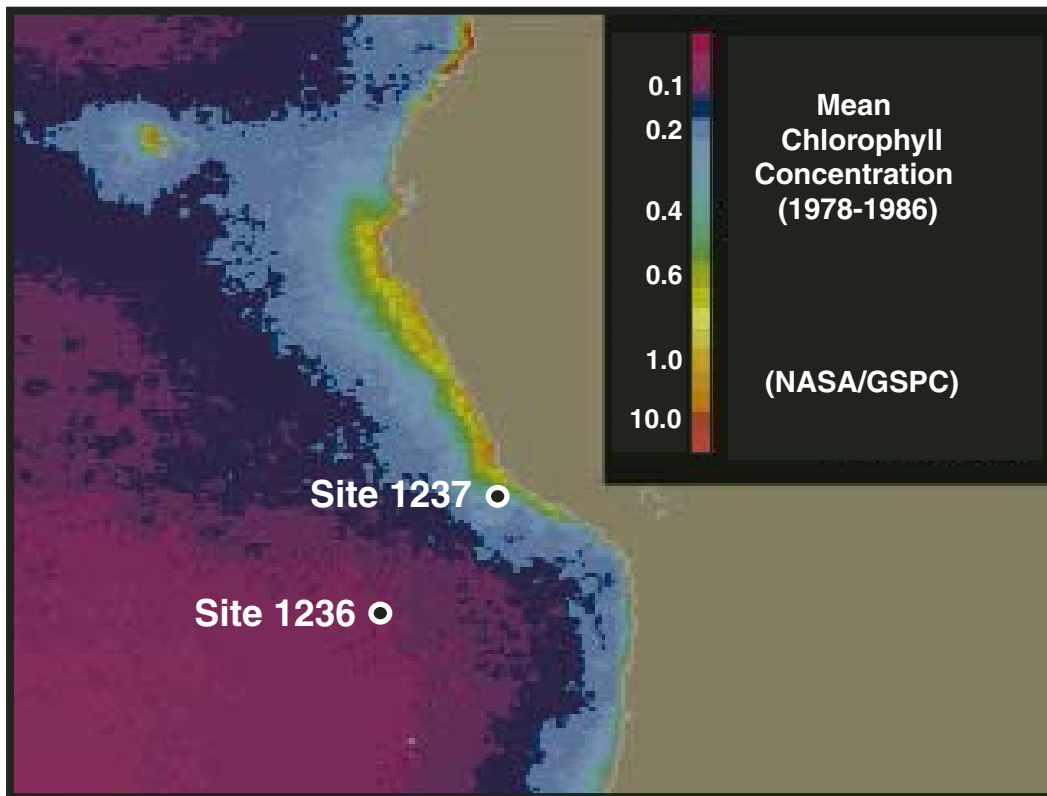 0.1
0.2
0.4
0.6
1.0
10.0
Mean
Chlorophyll
Concentration
(1978-1986)
(NASA/GSPC)
Site 1237
Site 1236